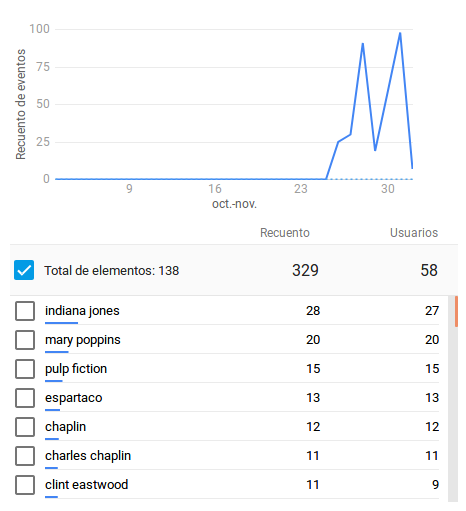 Recuento de eventos
100
75
50
25
0
9 16 23 30
oct.-nov.
Recuento Usuarios
Total de elementos: 138 329 58
indiana jones 28 27
mary poppins 20 20
pulp fiction 15 15
espartaco 13 13
chaplin 12 12
charles chaplin 11 11
clint eastwood 11 9